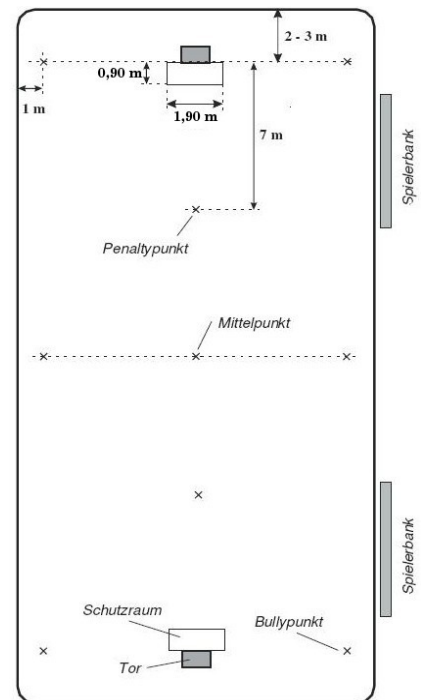 2 - 3 m
0,90 m
1 m
1,90 m
7 m
Spielerbank
Penaltypunkt
Mittelpunkt
Spielerbank
Schutzraum
Bullypunkt
Tor